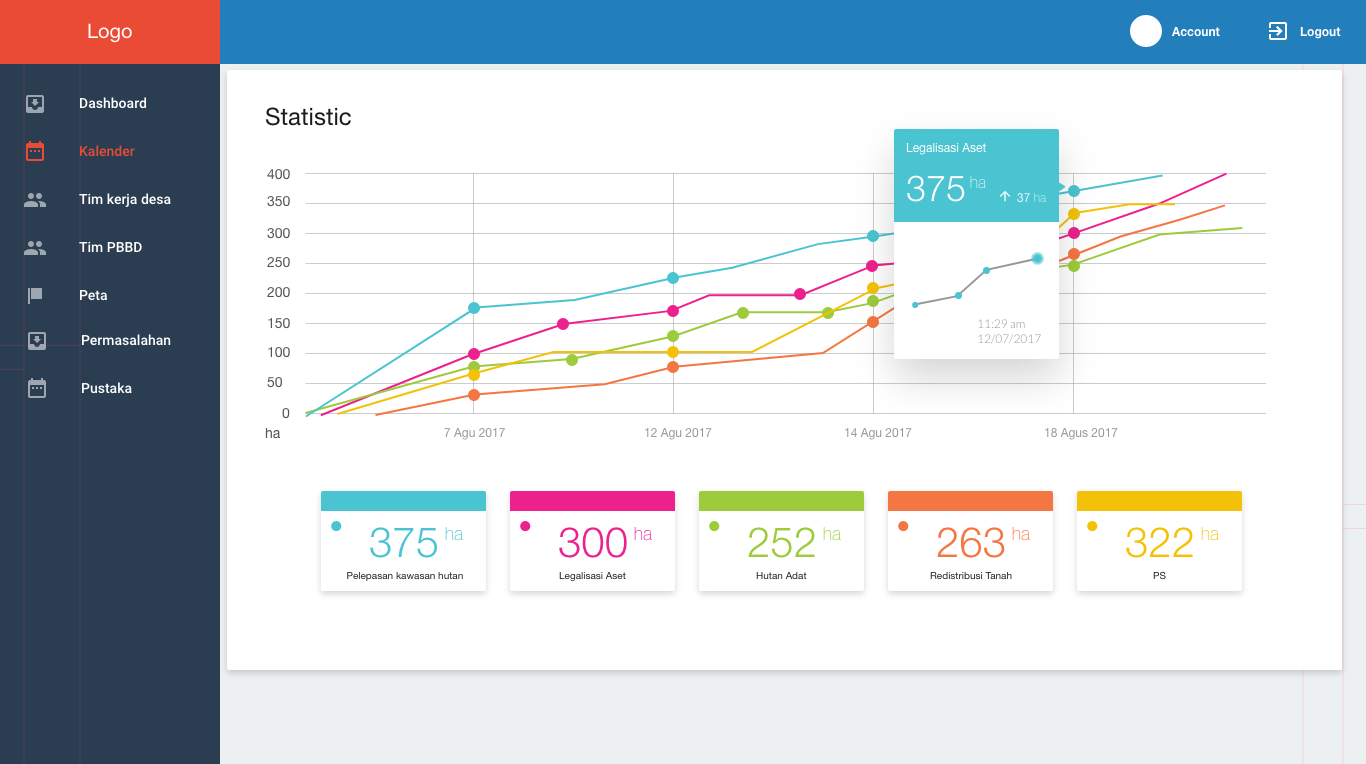 Logo
Account
Logout
Dashboard
Kalender
Tim kerja desa
Tim PBBD
Peta
Permasalahan
Pustaka
Statistic
400
350
300
250
200
150
100
50
0
ha
7 Agu 2017
12 Agu 2017
14 Agu 2017
18 Agus 2017
Legalisasi Aset
375 ha
37 ha
11:29 am
12/07/2017
375 ha
Pelepasan kawasan hutan
300 ha
Legalisasi Aset
252 ha
Hutan Adat
263 ha
Redistribusi Tanah
322 ha
PS